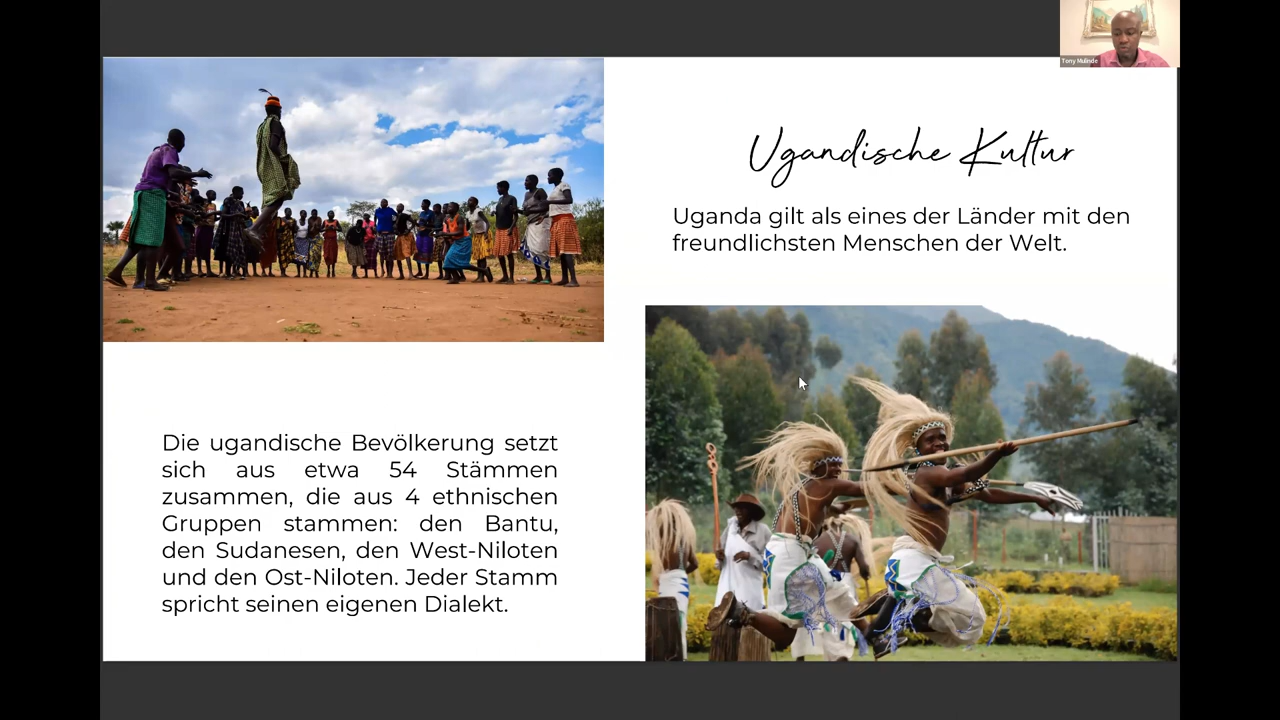 Tony Mulinde
Ugandische Kultur
Uganda gilt als eines der Länder mit den
freundlichsten Menschen der Welt.
Die ugandische Bevölkerung setzt
sich aus etwa 54 Stämmen
zusammen, die aus 4 ethnischen
Gruppen stammen: den Bantu,
den Sudanesen, den West-Niloten
und den Ost-Niloten. Jeder Stamm
spricht seinen eigenen Dialekt.